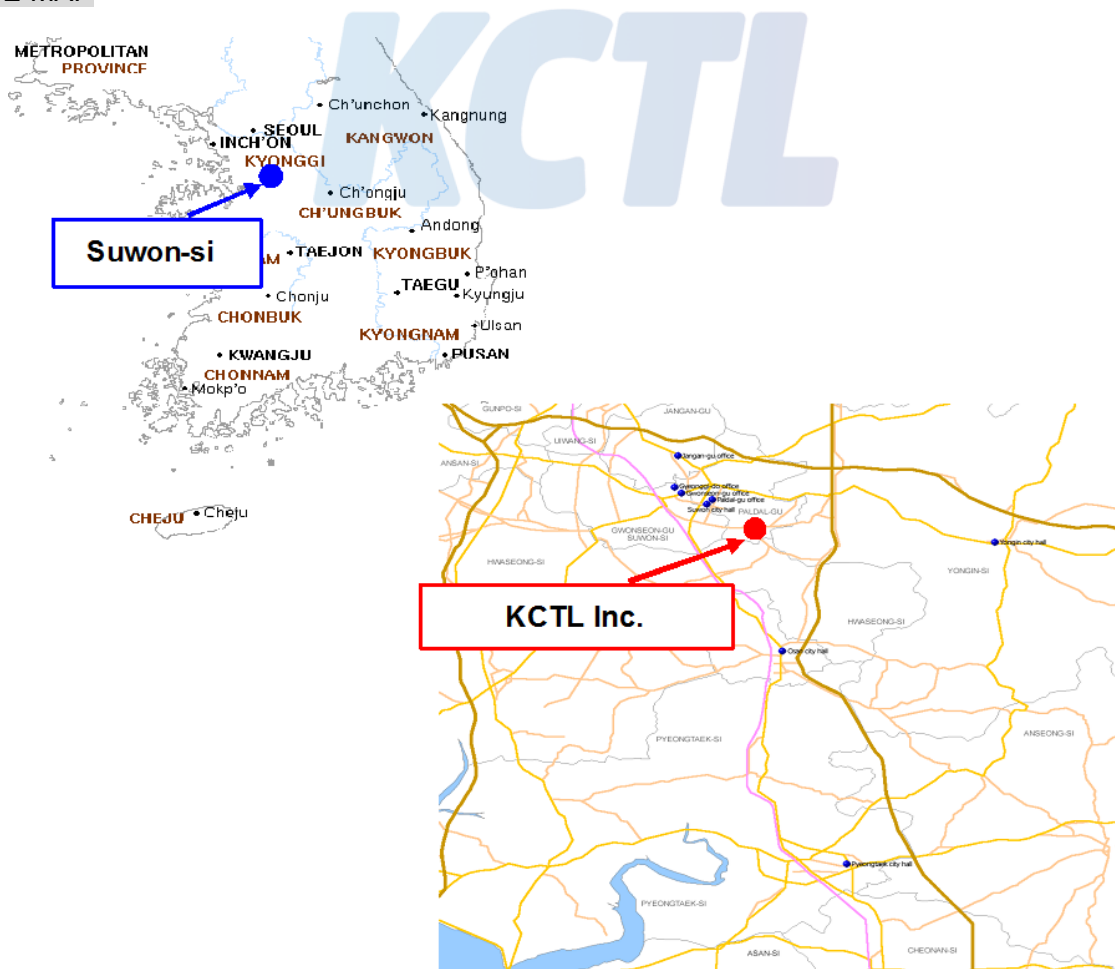 KCTL
METROPOLITAN
PROVINCE
Ch'unchon
Kangnung
SEOUL
INCH'ON
KANGWON
KYONGGI
Ch'ongju
CH'UNGBUK
Andong
Suwon-si
TAEJON
KYONGBUK
P'ohan
TAEGU
Kyungju
Chonju
CHONBUK
Ulsan
KYONGNAM
KWANGJU
PUSAN
CHONNAM
Mokp'o
CHEJU
Cheju
GUNPO-SI
JANGAN-GU
UIWANG-SI
Jangan-gu office
ANSAN-SI
Gyeonggi-do office
Gwonseon-gu office
Paldal-gu office
Suwon city hall
PALDAL-GU
GWONSEON-GU
SUWON-SI
Yongin city hall
HWASEONG-SI
YONGIN-SI
KCTL Inc.
HWASEONG-SI
Osan city hall
PYEONGTAEK-SI
ANSEONG-SI
Pyeongtaek city hall
PYEONGTAEK-SI
ASAN-SI
CHEONAN-SI